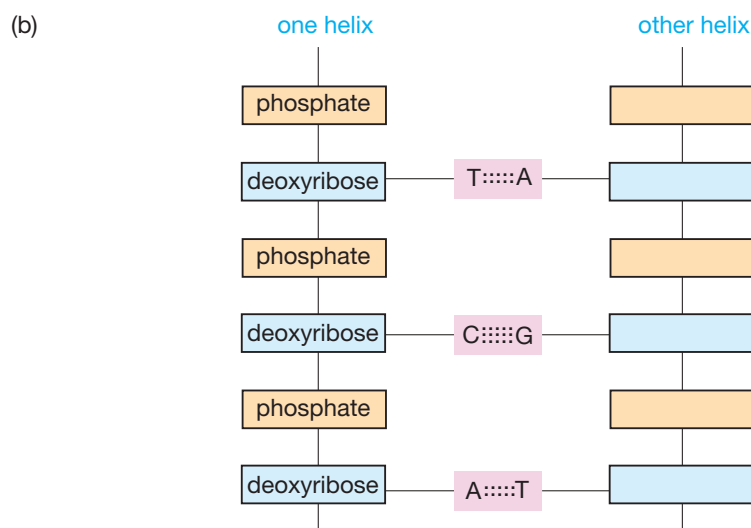 (b)
one helix
other helix
phosphate
deoxyribose
T:::::A
phosphate
deoxyribose
C:::::G
phosphate
deoxyribose
A:::::T